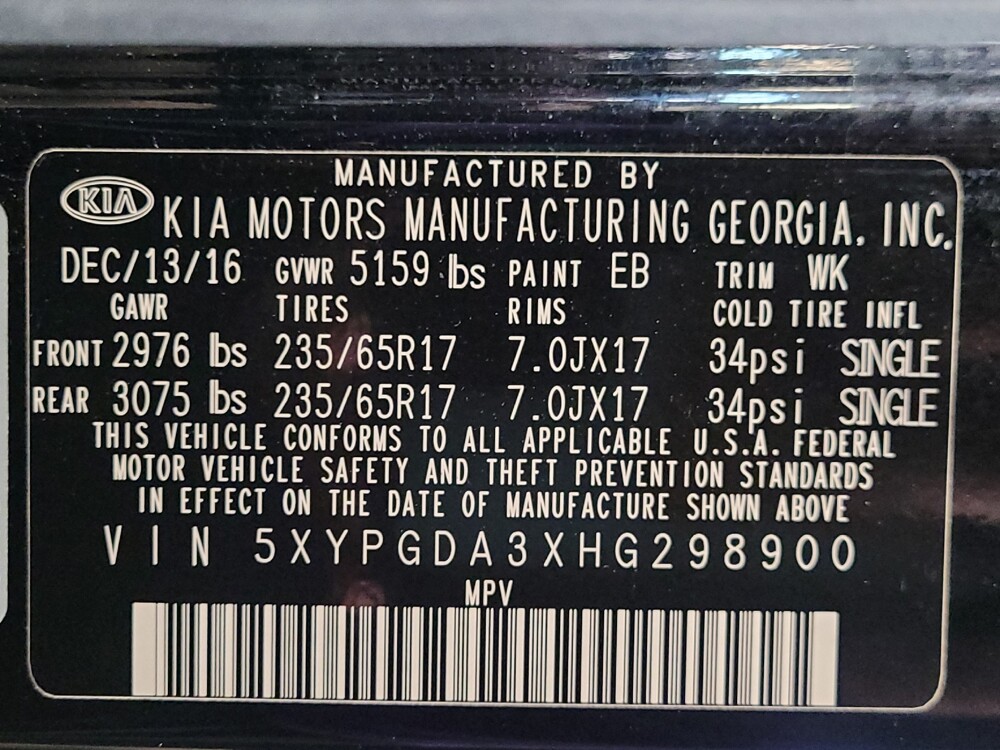 MANUFACTURED BY
KIA KIA MOTORS MANUFACTURING GEORGIA, INC.
DEC/13/16 GVWR 5159 lbs PAINT EB TRIM WK
GAWR TIRES RIMS COLD TIRE INFL
FRONT 2976 lbs 235/65R17 7.0JX17 34psi SINGLE
REAR 3075 lbs 235/65R17 7.0JX17 34psi SINGLE
THIS VEHICLE CONFORMS TO ALL APPLICABLE U.S.A. FEDERAL
MOTOR VEHICLE SAFETY AND THEFT PREVENTION STANDARDS
IN EFFECT ON THE DATE OF MANUFACTURE SHOWN ABOVE
VIN 5XYPGDA3XHG298900
MPV